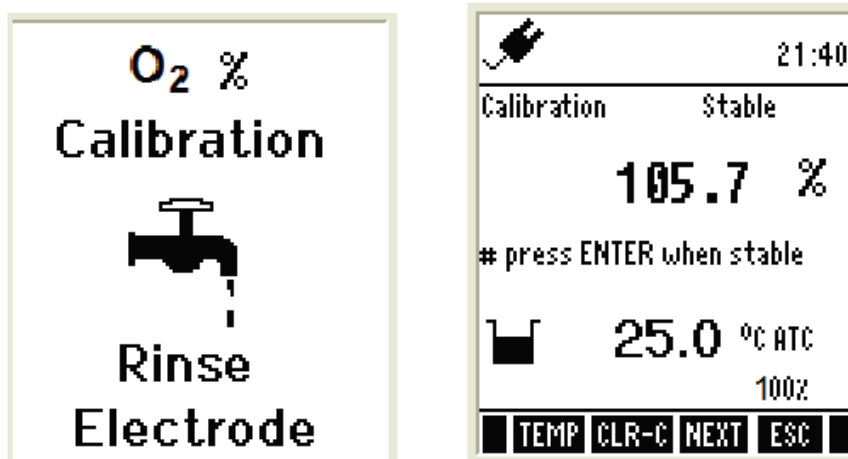 O₂ %
Calibration
Rinse
Electrode
21:40
Calibration Stable
105.7 %
# press ENTER when stable
25.0 ºC ATC
100%
TEMP CLR-C NEXT ESC